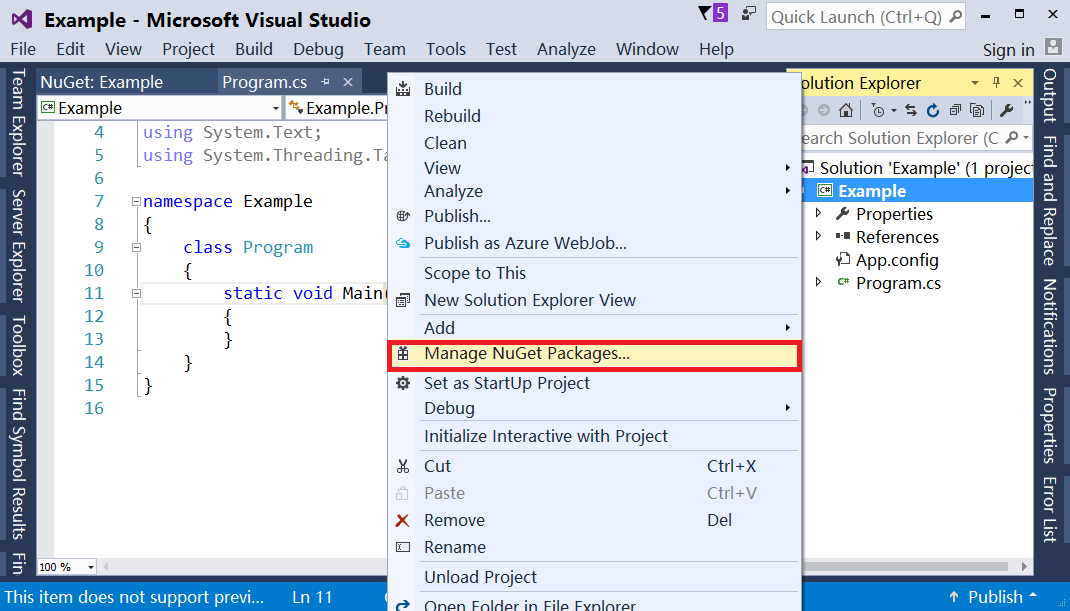 Example - Microsoft Visual Studio
5
Quick Launch (Ctrl+Q)
File Edit View Project Build Debug Team Tools Test Analyze Window Help
Sign in
Team Explorer
Server Explorer
Toolbox
Find Symbol Results
Fin
NuGet: Example
Program.cs
C# Example
Example.Pr
4 using System.Text;
5 using System.Threading.Ta
6
7 namespace Example
8 {
9 class Program
10 {
11 static void Main(
12 {
13 }
14 }
15 }
16
100 %
Build
Rebuild
Clean
View
Analyze
Publish...
Publish as Azure WebJob...
Scope to This
New Solution Explorer View
Add
Manage NuGet Packages...
Set as StartUp Project
Debug
Initialize Interactive with Project
Cut Ctrl+X
Paste Ctrl+V
Remove Del
Rename
Unload Project
Open Folder in File Explorer
olution Explorer
earch Solution Explorer (C
Solution 'Example' (1 project
C# Example
Properties
References
App.config
C# Program.cs
Output
Find and Replace
Notifications
Properties
Error List
This item does not support previ...
Ln 11
Publish